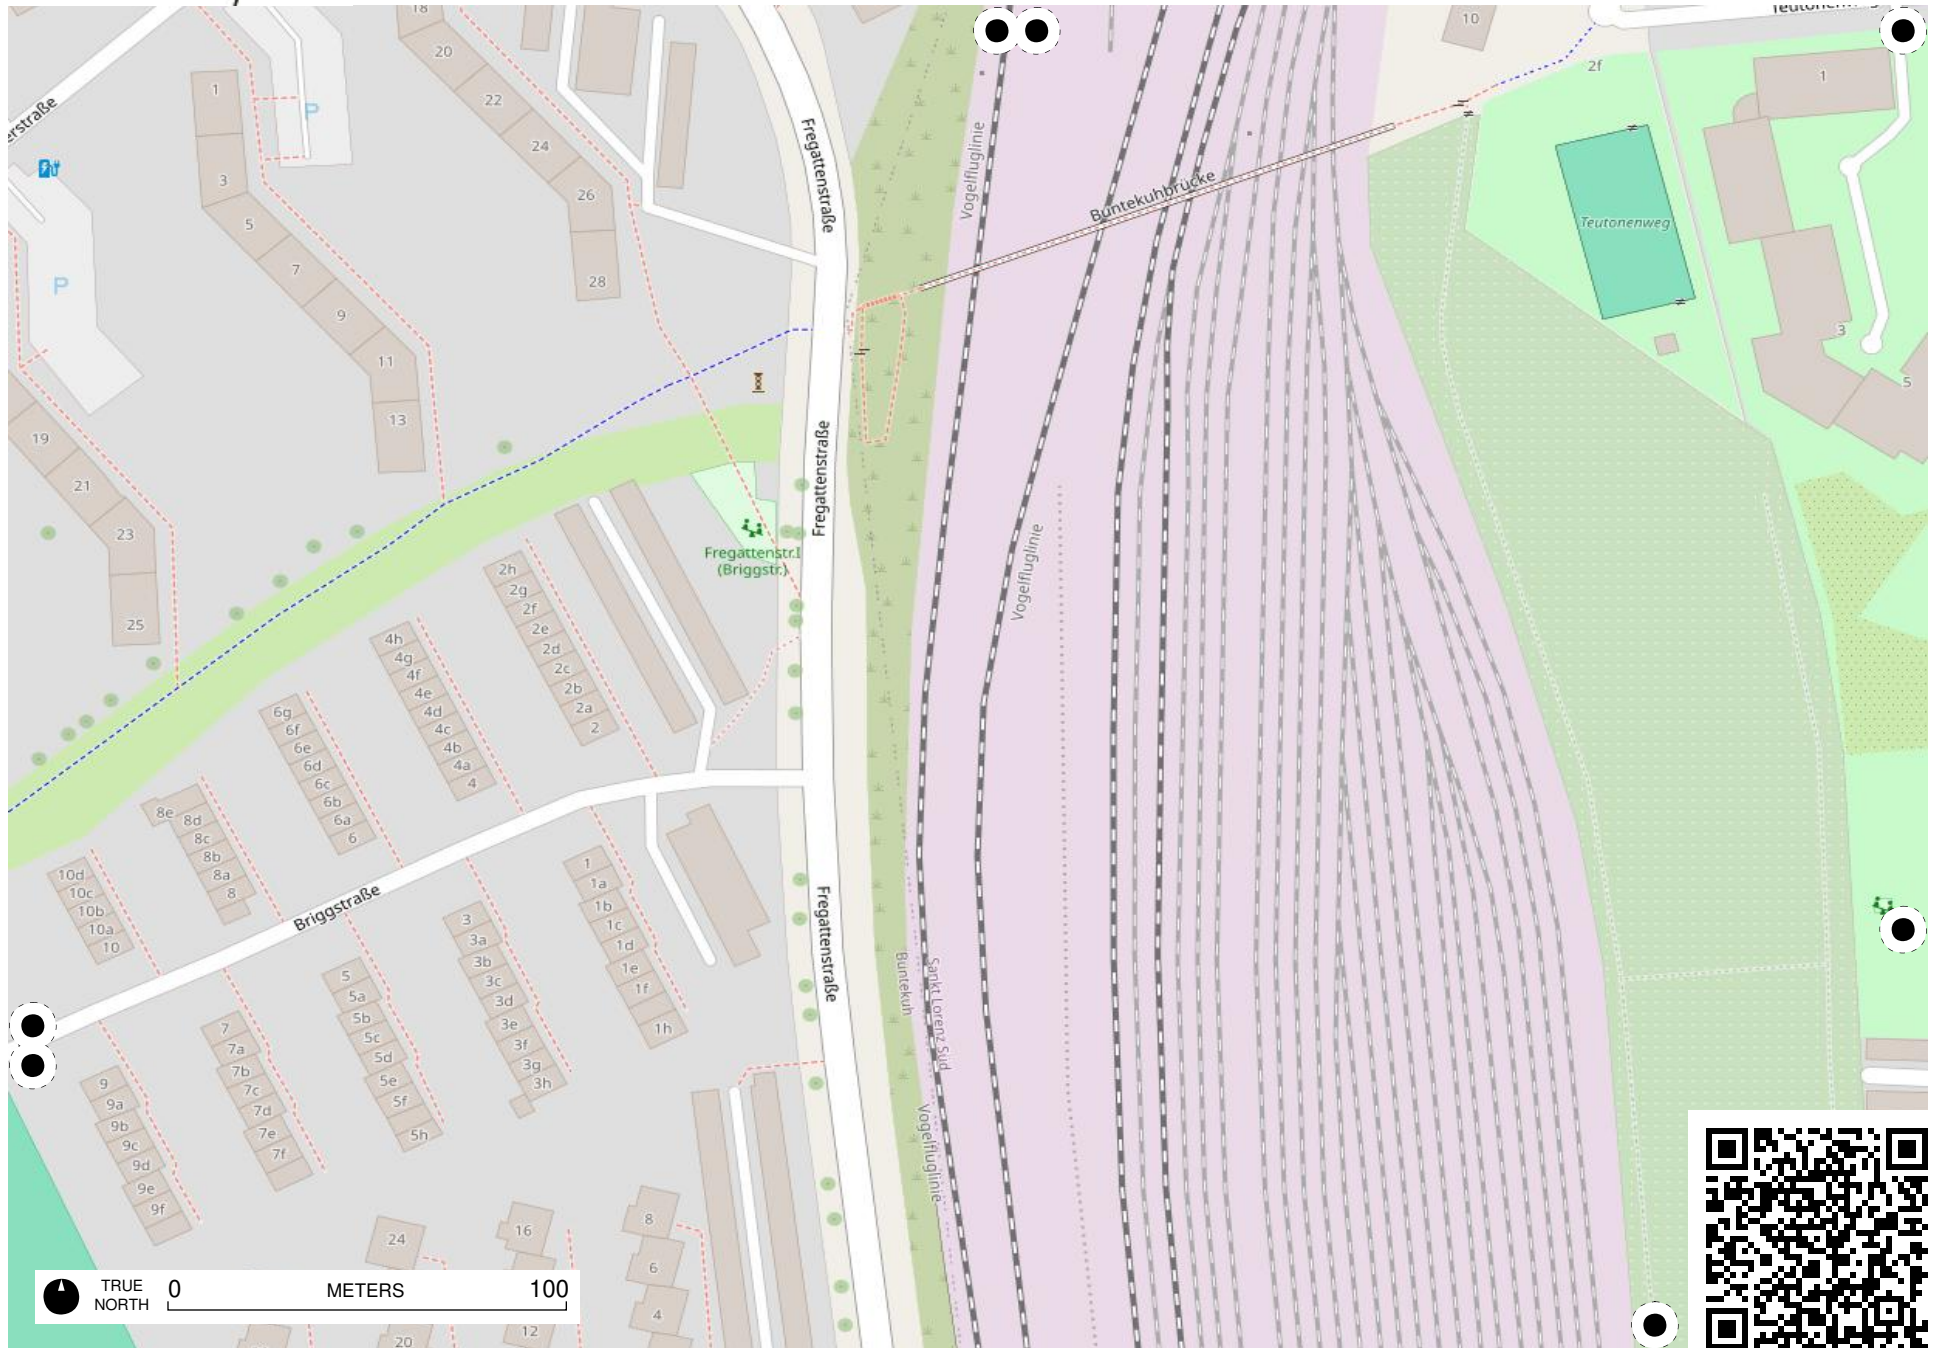 18
20
22
24
26
28
1
3
5
7
9
11
13
P
P
19
21
23
25
Fregattenstraße
Fregattenstraße
Fregattenstraße
Vogelfluglinie
Vogelfluglinie
Vogelfluglinie
Buntekuhbrücke
10
2f
1
3
5
Teutonenweg
Fregattenstr.I
(Briggstr.)
2h
2g
2f
2e
2d
2c
2b
2a
2
4h
4g
4f
4e
4d
4c
4b
4a
4
6g
6f
6e
6d
6c
6b
6a
6
8e
8d
8c
8b
8a
8
10d
10c
10b
10a
10
Briggstraße
1
1a
1b
1c
1d
1e
1f
1h
3
3a
3b
3c
3d
3e
3f
3g
3h
5
5a
5b
5c
5d
5e
5f
5h
7
7a
7b
7c
7d
7e
7f
9
9a
9b
9c
9d
9e
9f
Buntekuh
Sankt Lorenz Süd
24
16
8
6
4
20
12
TRUE
NORTH
0 METERS 100